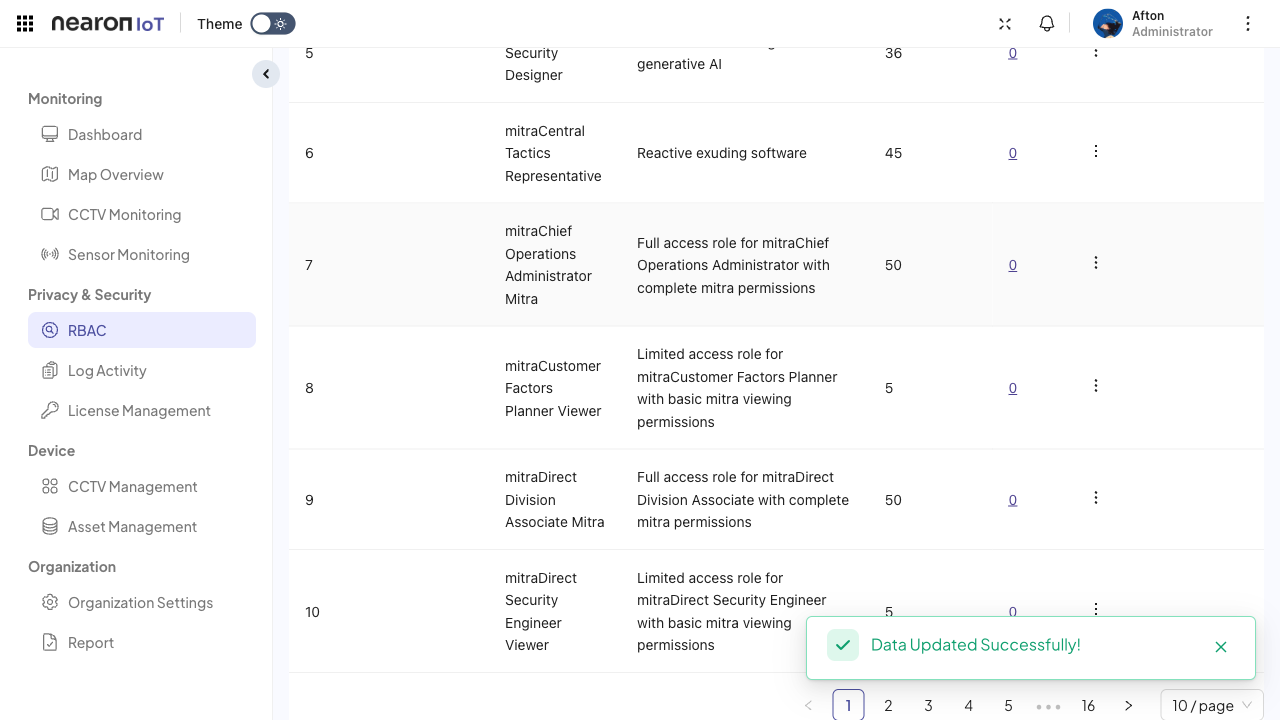 nearon IoT
Theme
Afton
Administrator
Monitoring
Dashboard
Map Overview
CCTV Monitoring
Sensor Monitoring
Privacy & Security
RBAC
Log Activity
License Management
Device
CCTV Management
Asset Management
Organization
Organization Settings
Report
5
Security
Designer
generative AI
36
0
6
mitraCentral
Tactics
Representative
Reactive exuding software
45
0
7
mitraChief
Operations
Administrator
Mitra
Full access role for mitraChief
Operations Administrator with
complete mitra permissions
50
0
8
mitraCustomer
Factors
Planner Viewer
Limited access role for
mitraCustomer Factors Planner
with basic mitra viewing
permissions
5
0
9
mitraDirect
Division
Associate Mitra
Full access role for mitraDirect
Division Associate with complete
mitra permissions
50
0
10
mitraDirect
Security
Engineer
Viewer
Limited access role for
mitraDirect Security Engineer
with basic mitra viewing
permissions
5
0
Data Updated Successfully!
1 2 3 4 5 ••• 16
10 / page